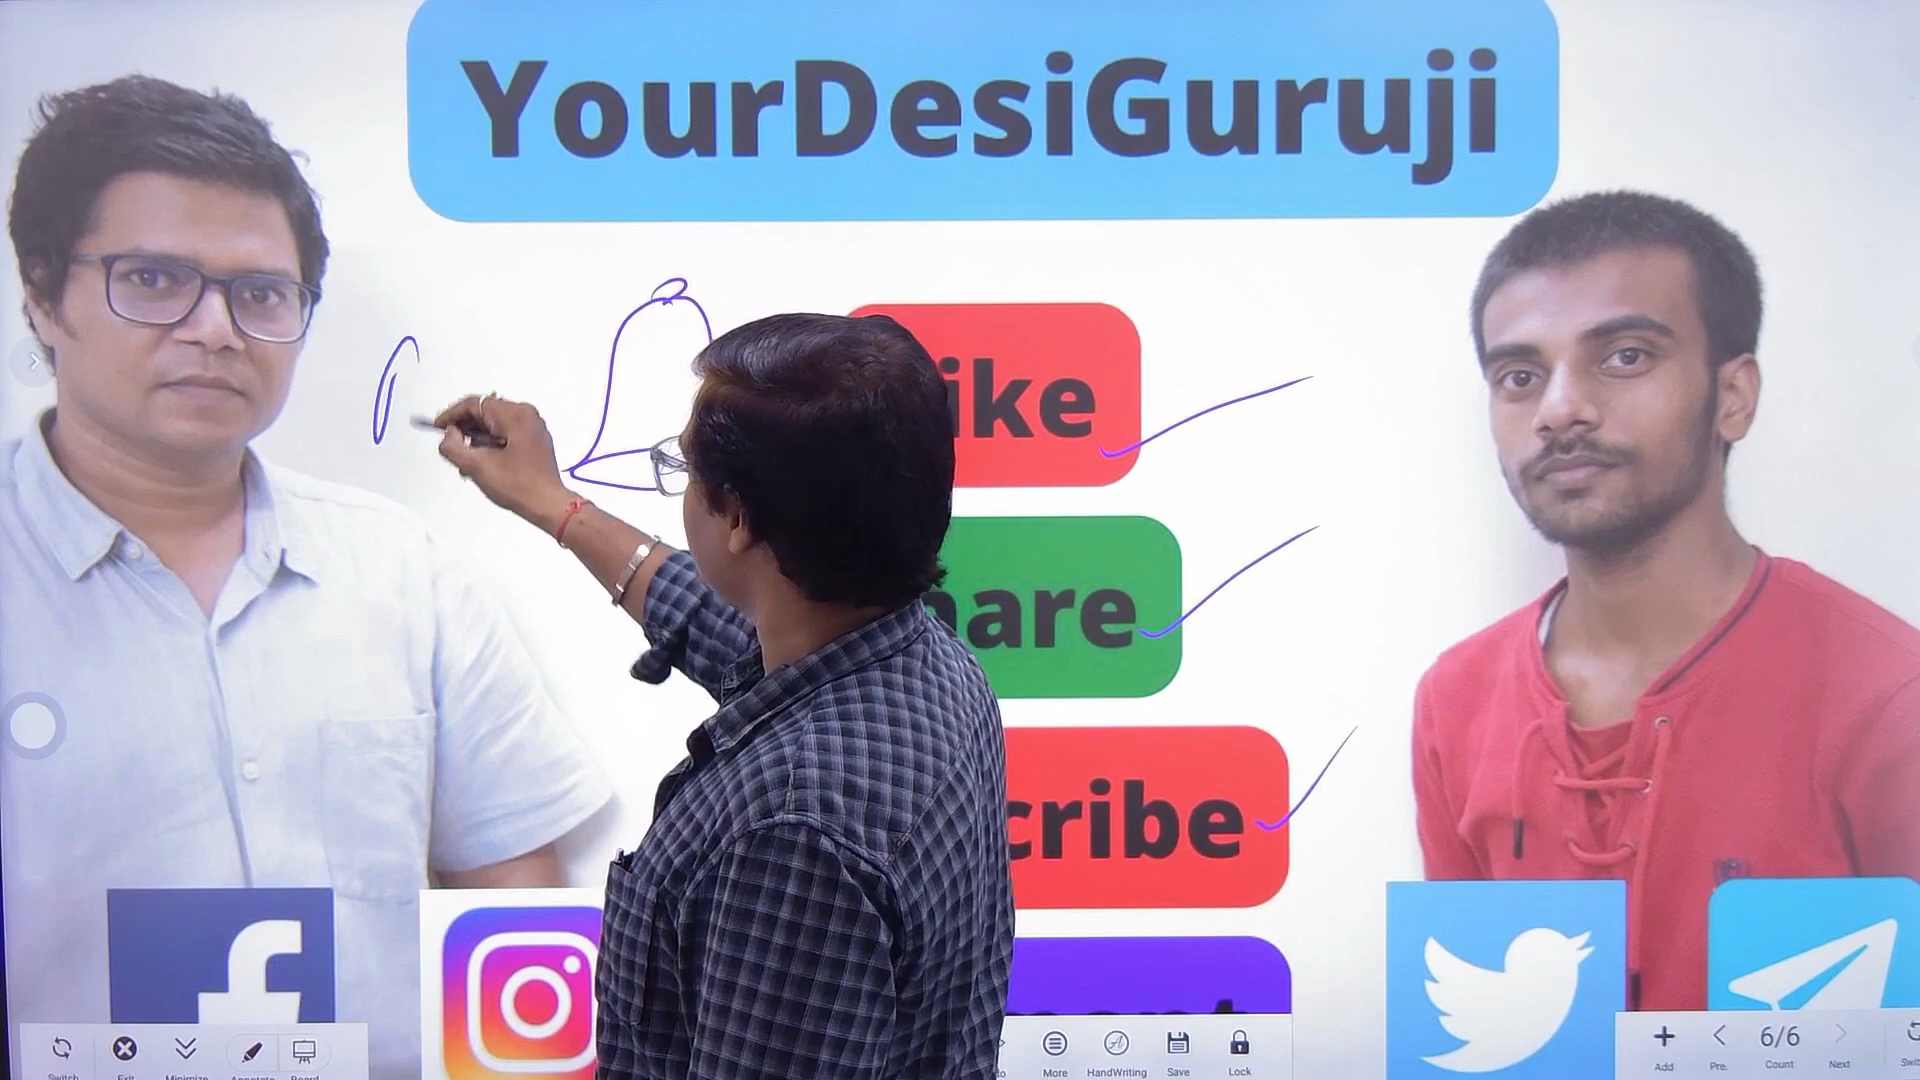 YourDesiGuruji
ike
are
cribe
Switch Exit Minimize Annotate Board
More HandWriting Save Lock
Add Pre. 6/6 Count Next